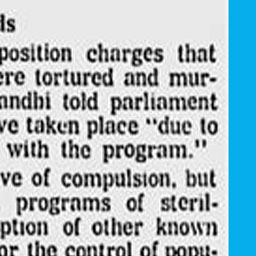 ds
position charges that
ere tortured and mur-
andhi told parliament
ve taken place "due to
with the program."
ve of compulsion, but
programs of steril-
ption of other known
or the control of popu-